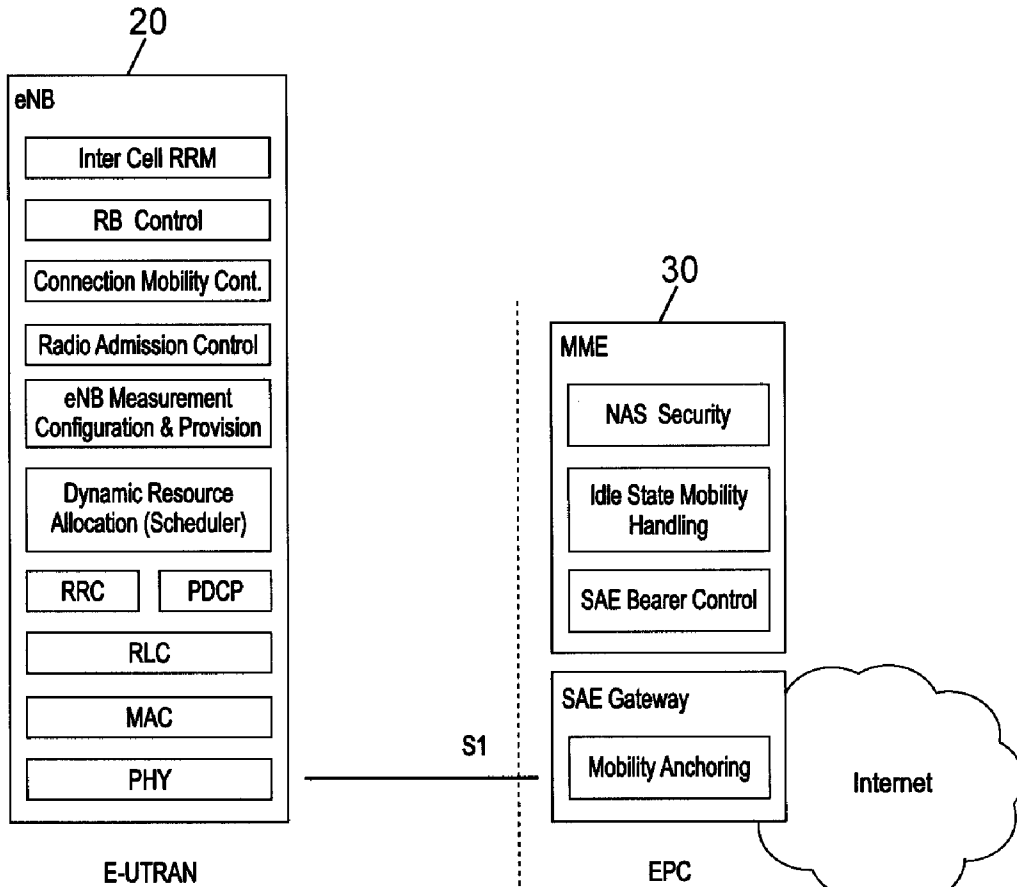 20
eNB
Inter Cell RRM
RB Control
Connection Mobility Cont.
Radio Admission Control
eNB Measurement
Configuration & Provision
Dynamic Resource
Allocation (Scheduler)
RRC
PDCP
RLC
MAC
PHY
E-UTRAN
S1
30
MME
NAS Security
Idle State Mobility
Handling
SAE Bearer Control
SAE Gateway
Mobility Anchoring
EPC
Internet